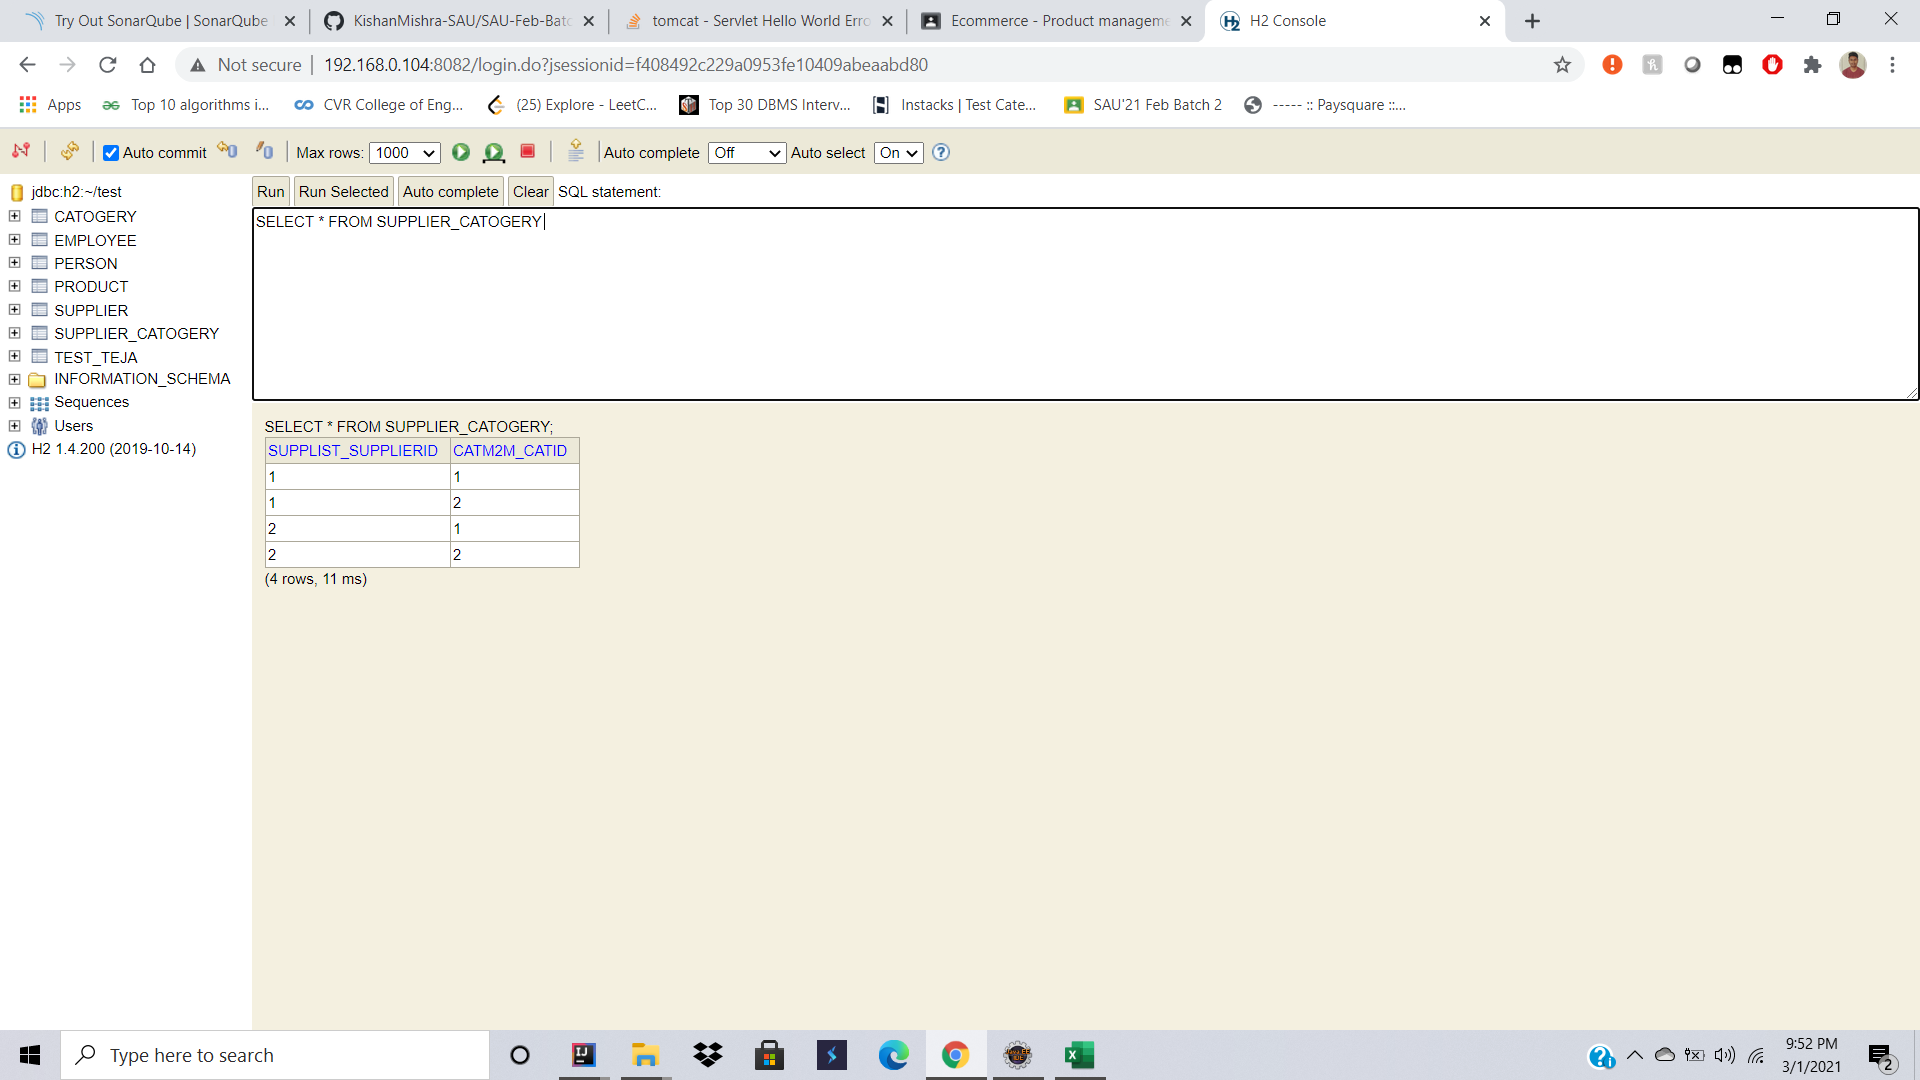 Try Out SonarQube | SonarQube
KishanMishra-SAU/SAU-Feb-Batc
tomcat - Servlet Hello World Erro
Ecommerce - Product manageme
H2 Console
Not secure
192.168.0.104:8082/login.do?jsessionid=f408492c229a0953fe10409abeaabd80
Apps
Top 10 algorithms i...
CVR College of Eng...
(25) Explore - LeetC...
Top 30 DBMS Interv...
Instacks | Test Cate...
SAU'21 Feb Batch 2
----- :: Paysquare ::...
Auto commit
Max rows: 1000
Auto complete Off
Auto select On
jdbc:h2:~/test
CATOGERY
EMPLOYEE
PERSON
PRODUCT
SUPPLIER
SUPPLIER_CATOGERY
TEST_TEJA
INFORMATION_SCHEMA
Sequences
Users
H2 1.4.200 (2019-10-14)
Run Run Selected Auto complete Clear SQL statement:
SELECT * FROM SUPPLIER_CATOGERY
SELECT * FROM SUPPLIER_CATOGERY;
SUPPLIST_SUPPLIERID CATM2M_CATID
1 1
1 2
2 1
2 2
(4 rows, 11 ms)
Type here to search
9:52 PM
3/1/2021
2